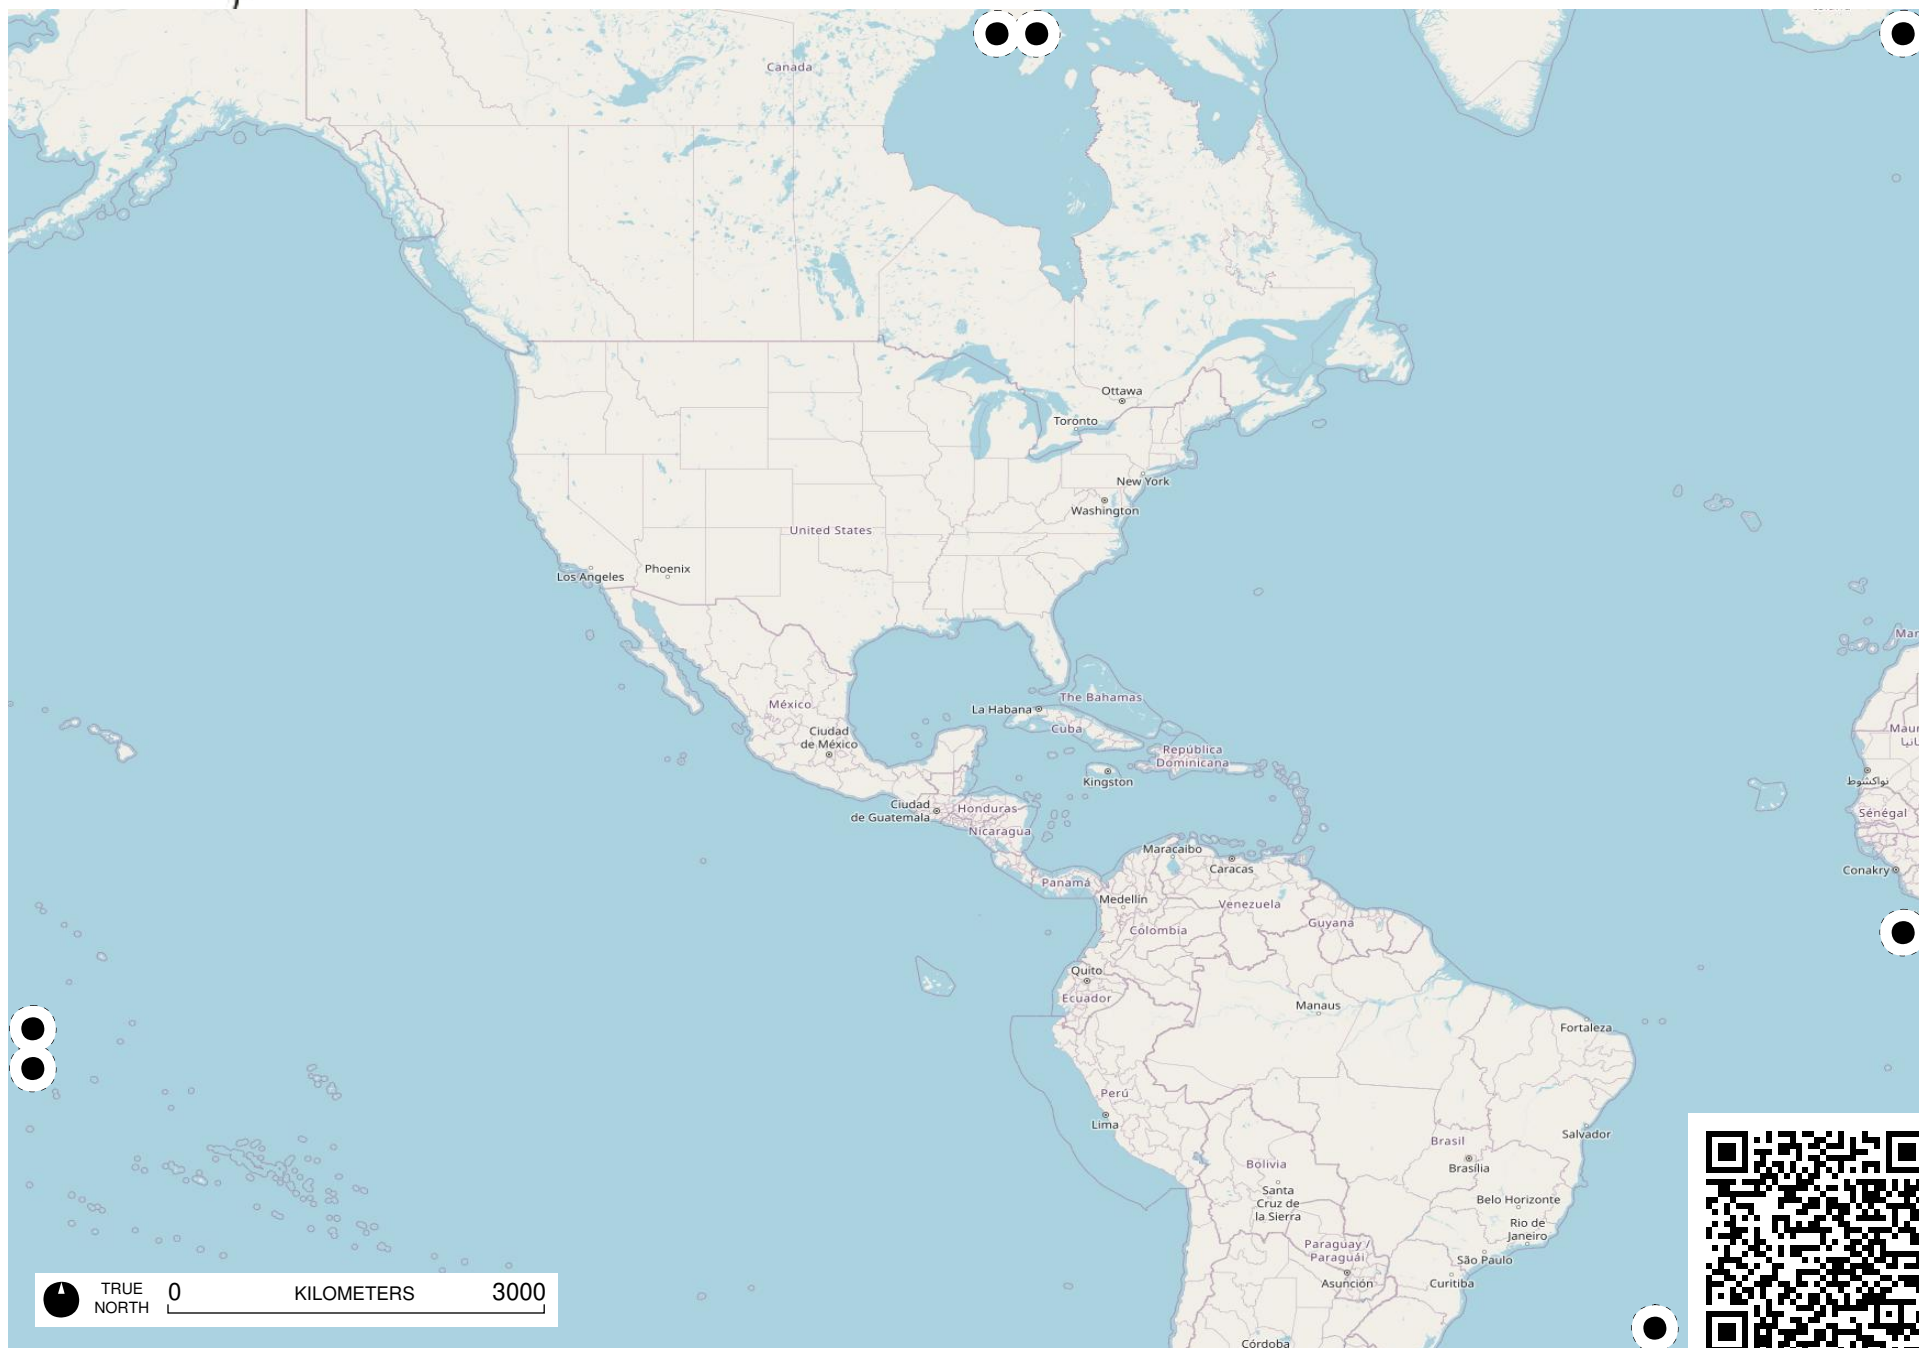 Canada
Ottawa
Toronto
New York
Washington
United States
Los Angeles
Phoenix
México
Ciudad
de México
La Habana
The Bahamas
Cuba
República
Dominicana
Kingston
Ciudad
de Guatemala
Honduras
Nicaragua
نواكشوط
Sénégal
Maracaibo
Caracas
Conakry
Panamá
Medellín
Venezuela
Guyana
Colombia
Quito
Ecuador
Manaus
Fortaleza
Perú
Lima
Salvador
Brasil
Bolivia
Brasília
Santa
Cruz de
la Sierra
Belo Horizonte
Rio de
Janeiro
Paraguay /
Paraguái
São Paulo
Asunción
Curitiba
Córdoba
TRUE
NORTH
0 KILOMETERS 3000